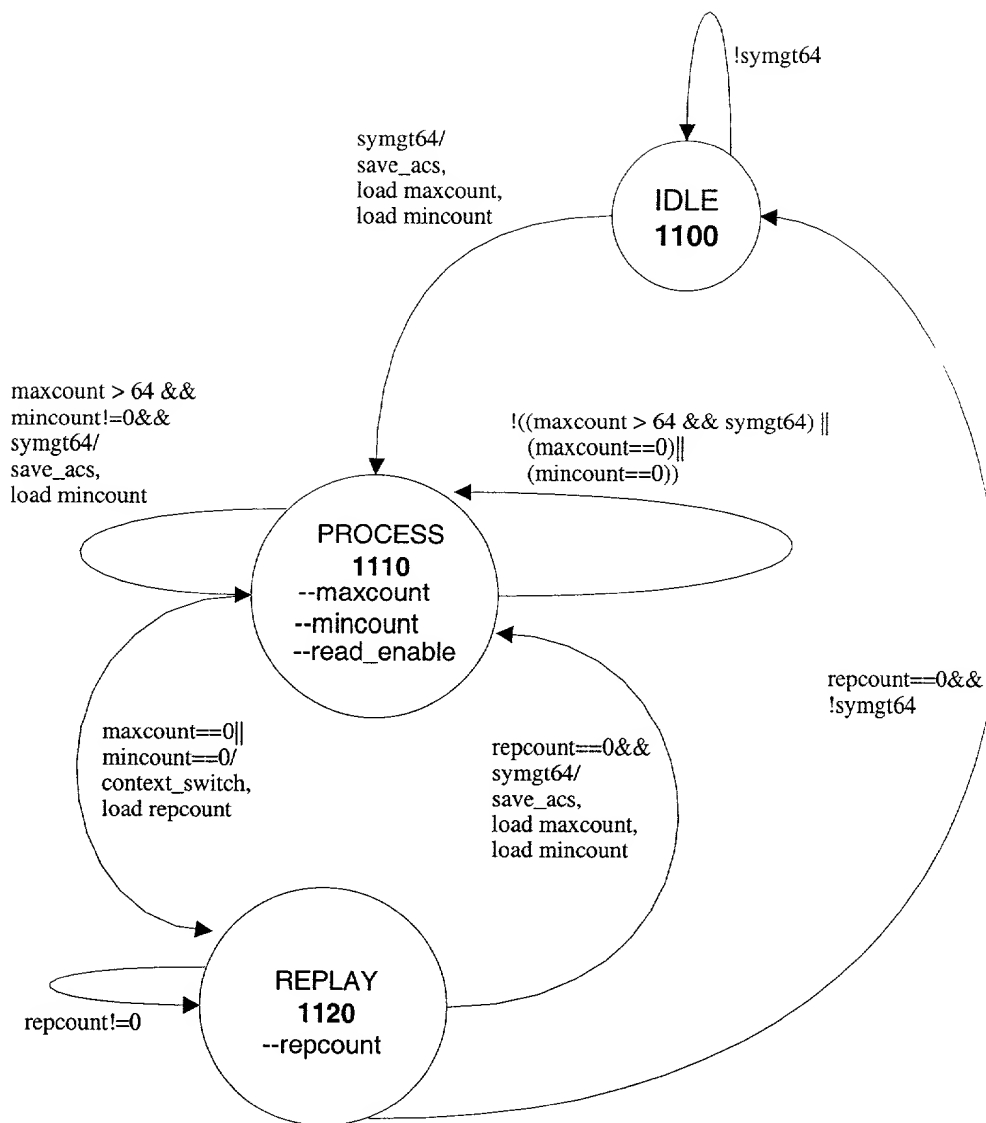 !symgt64
symgt64/
save_acs,
load maxcount,
load mincount
IDLE
1100
maxcount > 64 &&
mincount!=0&&
symgt64/
save_acs,
load mincount
!((maxcount > 64 && symgt64) ||
(maxcount==0)||
(mincount==0))
PROCESS
1110
--maxcount
--mincount
--read_enable
maxcount==0||
mincount==0/
context_switch,
load repcount
repcount==0&&
symgt64/
save_acs,
load maxcount,
load mincount
repcount==0&&
!symgt64
REPLAY
1120
--repcount
repcount!=0